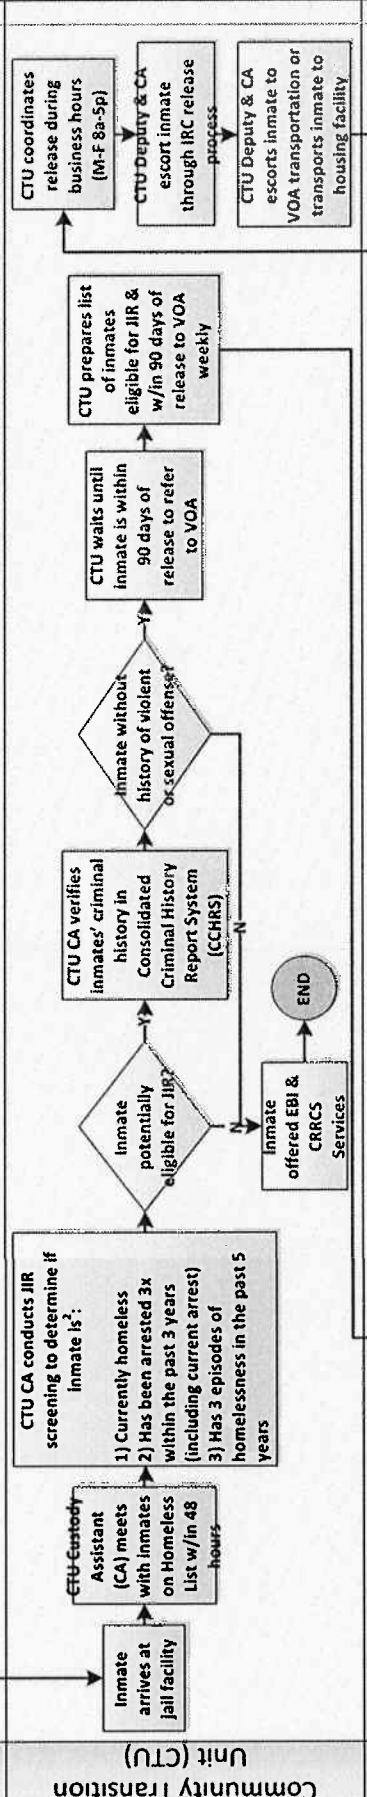 Community Transition
Unit (CTU)
Inmate
arrives at
jail facility
CTU Custody
Assistant
(CA) meets
with inmates
on Homeless
List w/in 48
hours
CTU CA conducts JIR
screening to determine if
inmate is²:
1) Currently homeless
2) Has been arrested 3x
within the past 3 years
(including current arrest)
3) Has 3 episodes of
homelessness in the past 5
years
Inmate
potentially
eligible for JIR?
Y
N
Inmate
offered EBI &
CRRCS
Services
END
CTU CA verifies
inmates' criminal
history in
Consolidated
Criminal History
Report System
(CCHRS)
Inmate without
history of violent
or sexual offense?
N
Y
CTU waits until
inmate is within
90 days of
release to refer
to VOA
CTU prepares list
of inmates
eligible for JIR &
w/in 90 days of
release to VOA
weekly
CTU coordinates
release during
business hours
(M-F 8a-5p)
CTU Deputy & CA
escort inmate
through IRC release
process
CTU Deputy & CA
escorts inmate to
VOA transportation or
transports inmate to
housing facility